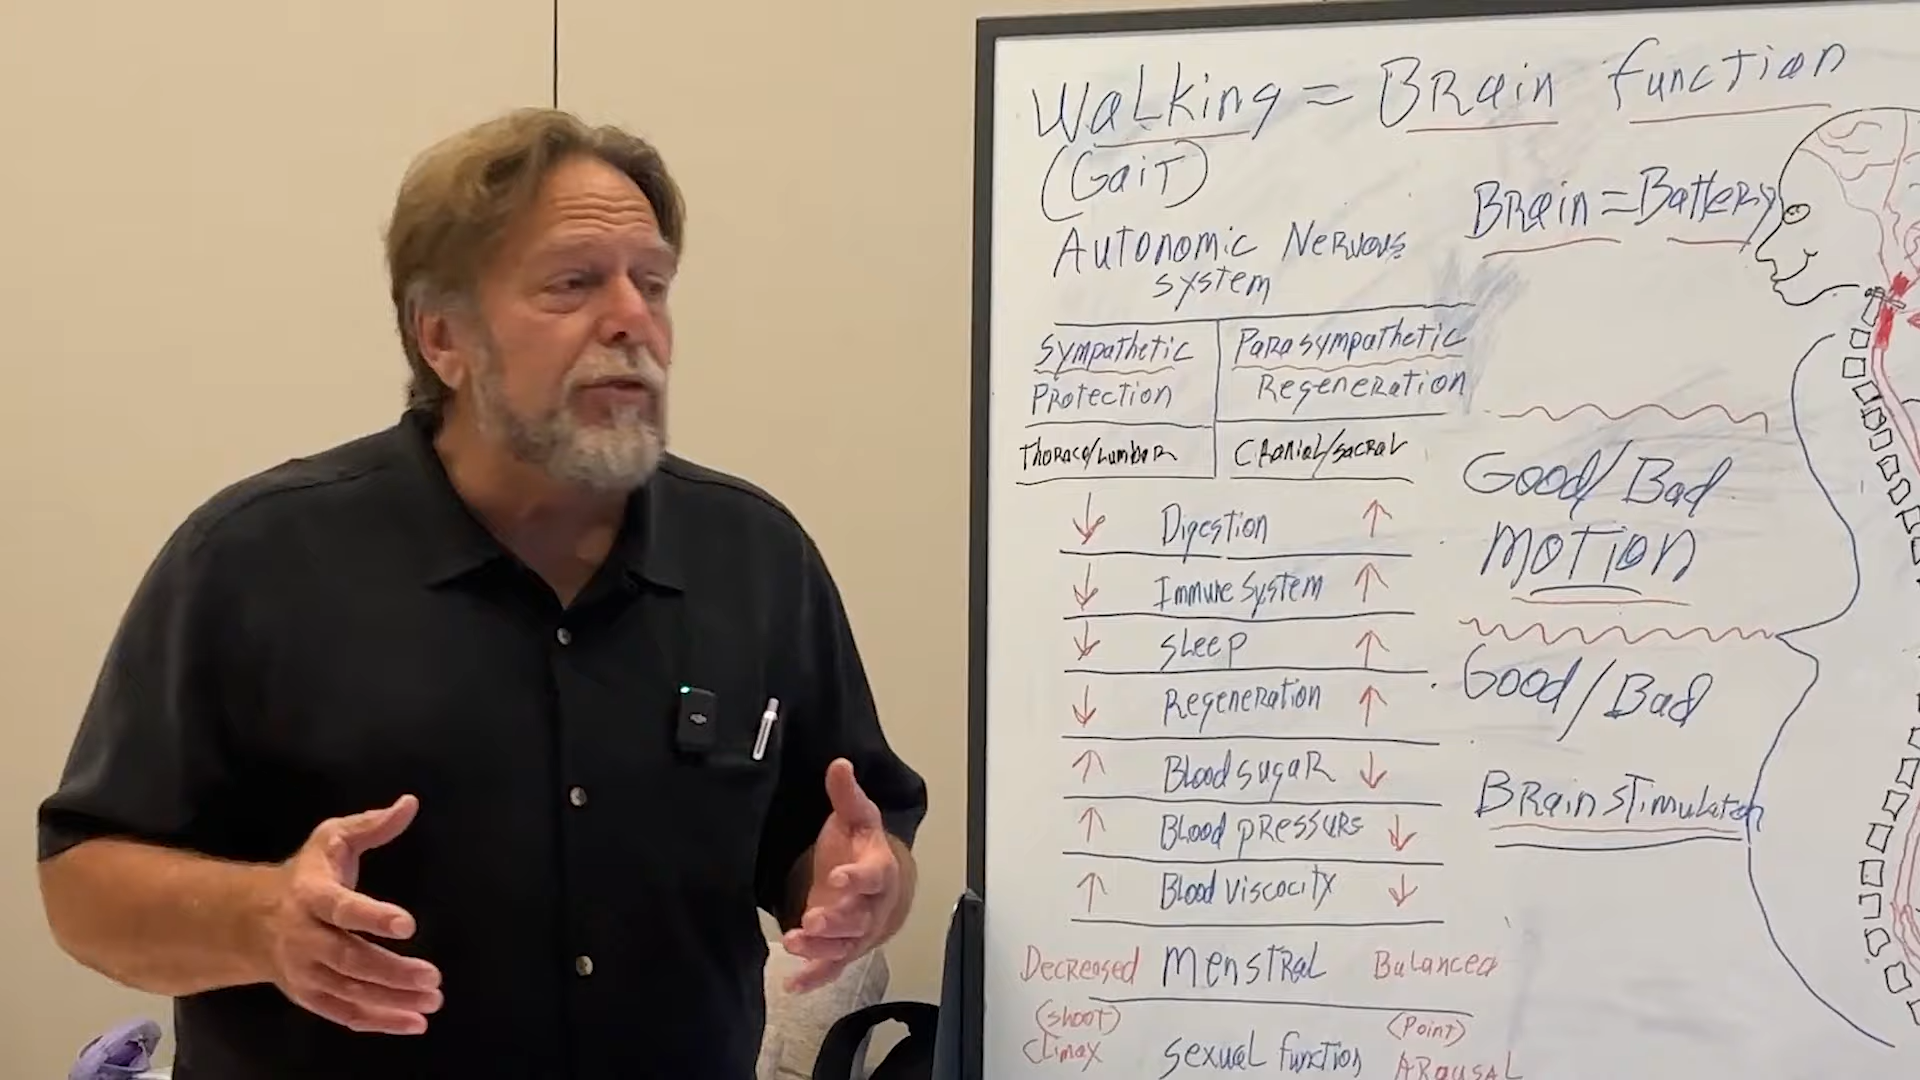 Walking = Brain function
(Gait)
Brain = Battery
Autonomic Nervous
system
Sympathetic Parasympathetic
Protection Regeneration
Thoraco/Lumbar Cranial/sacral
↓ Digestion ↑
↓ Immune System ↑
↓ Sleep ↑
↓ Regeneration ↑
↑ Blood sugar ↓
↑ Blood pressure ↓
↑ Blood viscocity ↓
Decreased Menstral Balanced
(shoot) (Point)
Climax Sexual function Arousal
Good/Bad
Motion
Good/Bad
Brain stimulation